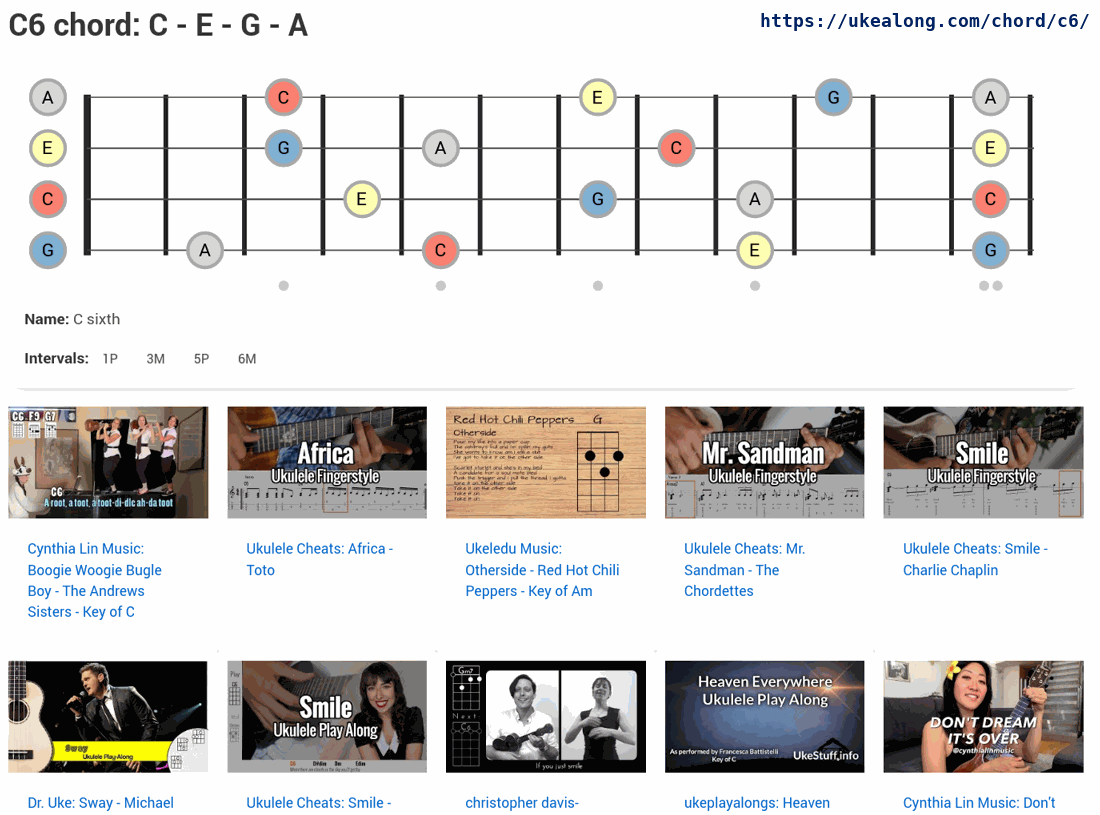 C6 chord: C - E - G - A
https://ukealong.com/chord/c6/
A C E G A
E G A C E
C E G A C
G A C E G
Name: C sixth
Intervals: 1P 3M 5P 6M
C6 F9 G7
C6
A root, a toot, a toot-di-dle ah-da toot
Africa
Ukulele Fingerstyle
Red Hot Chili Peppers G
Otherside
Mr. Sandman
Ukulele Fingerstyle
Smile
Ukulele Fingerstyle
Cynthia Lin Music:
Boogie Woogie Bugle
Boy - The Andrews
Sisters - Key of C
Ukulele Cheats: Africa -
Toto
Ukeledu Music:
Otherside - Red Hot Chili
Peppers - Key of Am
Ukulele Cheats: Mr.
Sandman - The
Chordettes
Ukulele Cheats: Smile -
Charlie Chaplin
Sway
Ukulele Play-Along
Smile
Ukulele Play Along
Gm7
Next
If you just smile
Heaven Everywhere
Ukulele Play Along
As performed by Francesca Battistelli
Key of C
UkeStuff.info
DON'T DREAM
IT'S OVER
@cynthialinmusic
Dr. Uke: Sway - Michael
Ukulele Cheats: Smile -
christopher davis-
ukeplayalongs: Heaven
Cynthia Lin Music: Don't